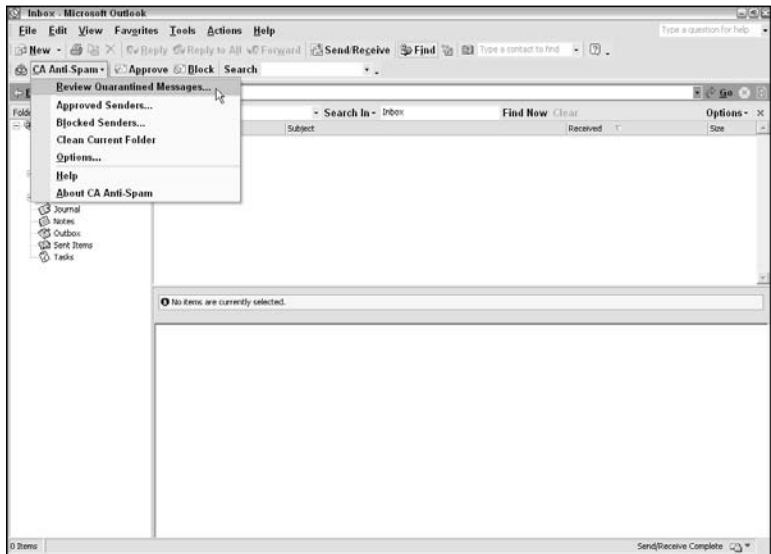 Inbox - Microsoft Outlook
File Edit View Favorites Tools Actions Help
Type a question for help
New Reply Reply to All Forward Send/Receive Find Type a contact to find
CA Anti-Spam Approve Block Search
Review Quarantined Messages...
Go
Approved Senders...
Search In Inbox Find Now Clear Options
Blocked Senders...
Subject Received Size
Clean Current Folder
Options...
Help
About CA Anti-Spam
Journal
Notes
Outbox
Sent Items
Tasks
No items are currently selected.
0 Items
Send/Receive Complete